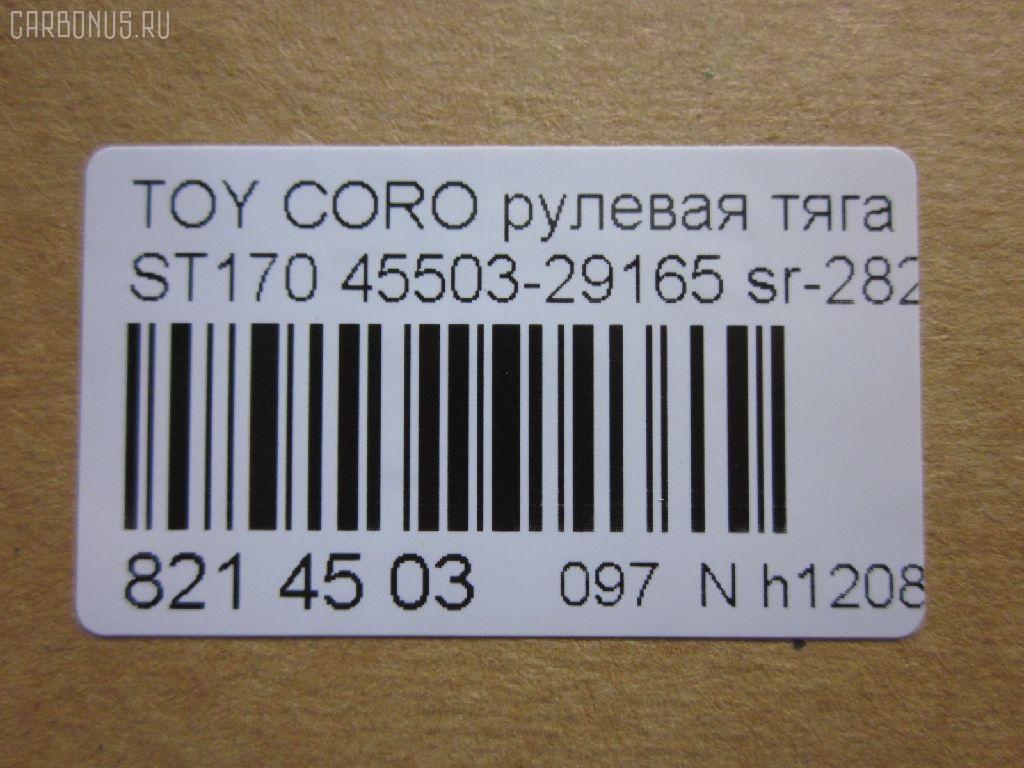 CARBONUS.RU
TOY CORO рулевая тяга
ST170 45503-29165 sr-282
821 45 03 097 N h1208